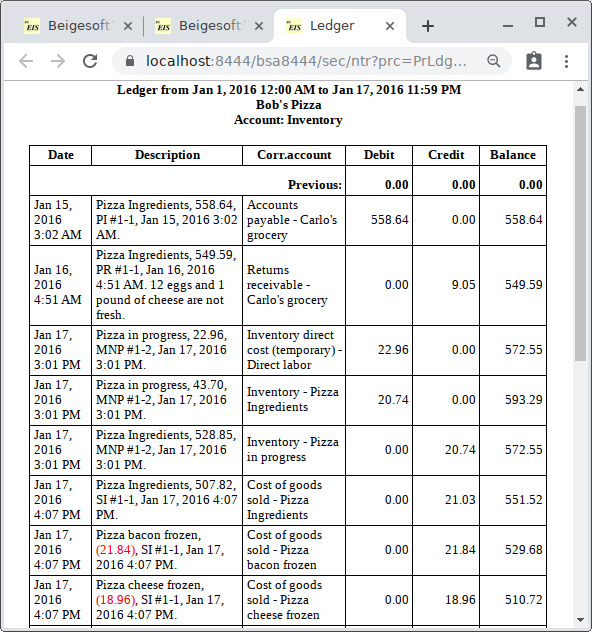 EIS Beigesoft
EIS Beigesoft
EIS Ledger
localhost:8444/bsa8444/sec/ntr?prc=PrLdg...
Ledger from Jan 1, 2016 12:00 AM to Jan 17, 2016 11:59 PM
Bob's Pizza
Account: Inventory
Date Description Corr.account Debit Credit Balance
Previous: 0.00 0.00 0.00
Jan 15,
2016
3:02 AM
Pizza Ingredients, 558.64,
PI #1-1, Jan 15, 2016 3:02
AM.
Accounts
payable - Carlo's
grocery
558.64 0.00 558.64
Jan 16,
2016
4:51 AM
Pizza Ingredients, 549.59,
PR #1-1, Jan 16, 2016
4:51 AM. 12 eggs and 1
pound of cheese are not
fresh.
Returns
receivable -
Carlo's grocery
0.00 9.05 549.59
Jan 17,
2016
3:01 PM
Pizza in progress, 22.96,
MNP #1-2, Jan 17, 2016
3:01 PM.
Inventory direct
cost (temporary) -
Direct labor
22.96 0.00 572.55
Jan 17,
2016
3:01 PM
Pizza in progress, 43.70,
MNP #1-2, Jan 17, 2016
3:01 PM.
Inventory - Pizza
Ingredients
20.74 0.00 593.29
Jan 17,
2016
3:01 PM
Pizza Ingredients, 528.85,
MNP #1-2, Jan 17, 2016
3:01 PM.
Inventory - Pizza
in progress
0.00 20.74 572.55
Jan 17,
2016
4:07 PM
Pizza Ingredients, 507.82,
SI #1-1, Jan 17, 2016 4:07
PM.
Cost of goods
sold - Pizza
Ingredients
0.00 21.03 551.52
Jan 17,
2016
4:07 PM
Pizza bacon frozen,
(21.84), SI #1-1, Jan 17,
2016 4:07 PM.
Cost of goods
sold - Pizza
bacon frozen
0.00 21.84 529.68
Jan 17,
2016
4:07 PM
Pizza cheese frozen,
(18.96), SI #1-1, Jan 17,
2016 4:07 PM.
Cost of goods
sold - Pizza
cheese frozen
0.00 18.96 510.72